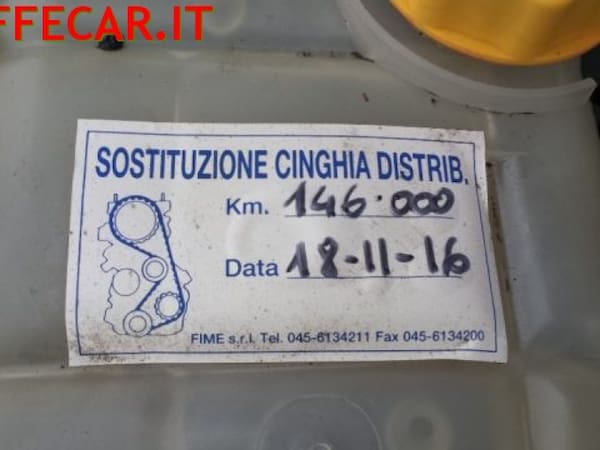 FFECAR.IT
SOSTITUZIONE CINGHIA DISTRIB.
Km. 146.000
Data 18-11-16
FIME s.r.l. Tel. 045-6134211 Fax 045-6134200